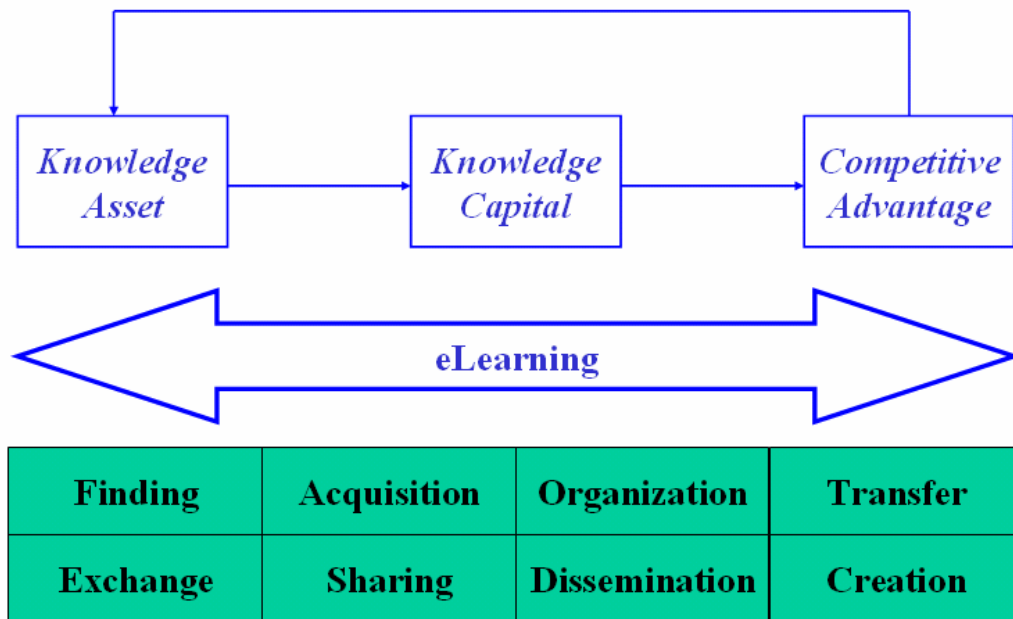 Knowledge
Asset
Knowledge
Capital
Competitive
Advantage
eLearning
Finding Acquisition Organization Transfer
Exchange Sharing Dissemination Creation